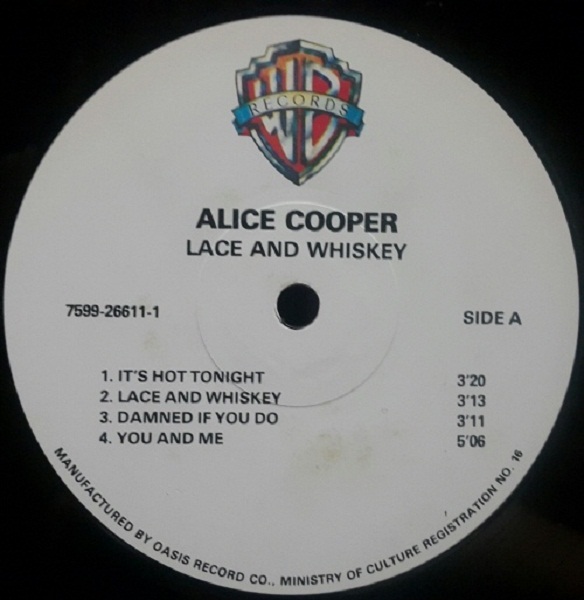 WB
RECORDS
ALICE COOPER
LACE AND WHISKEY
7599-26611-1
SIDE A
1. IT'S HOT TONIGHT 3'20
2. LACE AND WHISKEY 3'13
3. DAMNED IF YOU DO 3'11
4. YOU AND ME 5'06
MANUFACTURED BY OASIS RECORD CO., MINISTRY OF CULTURE REGISTRATION NO. 16